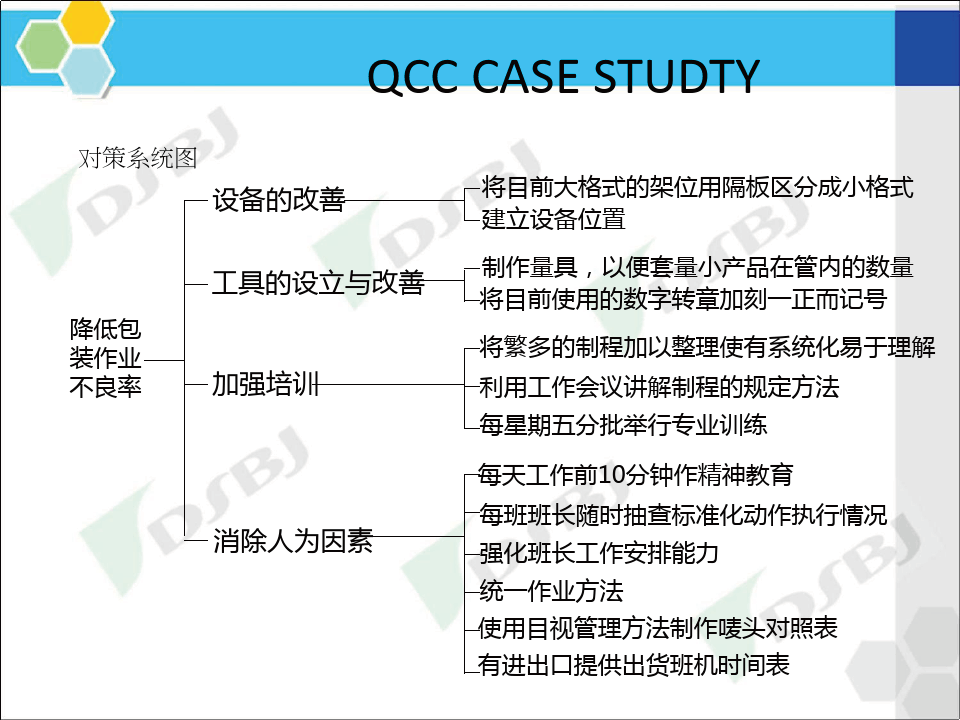 QCC CASE STUDTY
对策系统图
降低包
装作业
不良率
设备的改善
将目前大格式的架位用隔板区分成小格式
建立设备位置
工具的设立与改善
制作量具，以便套量小产品在管内的数量
将目前使用的数字转章加刻一正而记号
加强培训
将繁多的制程加以整理使有系统化易于理解
利用工作会议讲解制程的规定方法
每星期五分批举行专业训练
消除人为因素
每天工作前10分钟作精神教育
每班班长随时抽查标准化动作执行情况
强化班长工作安排能力
统一作业方法
使用目视管理方法制作唛头对照表
有进出口提供出货班机时间表
DSBJ
DSBJ
DSBJ
DSBJ
DSBJ
DSBJ